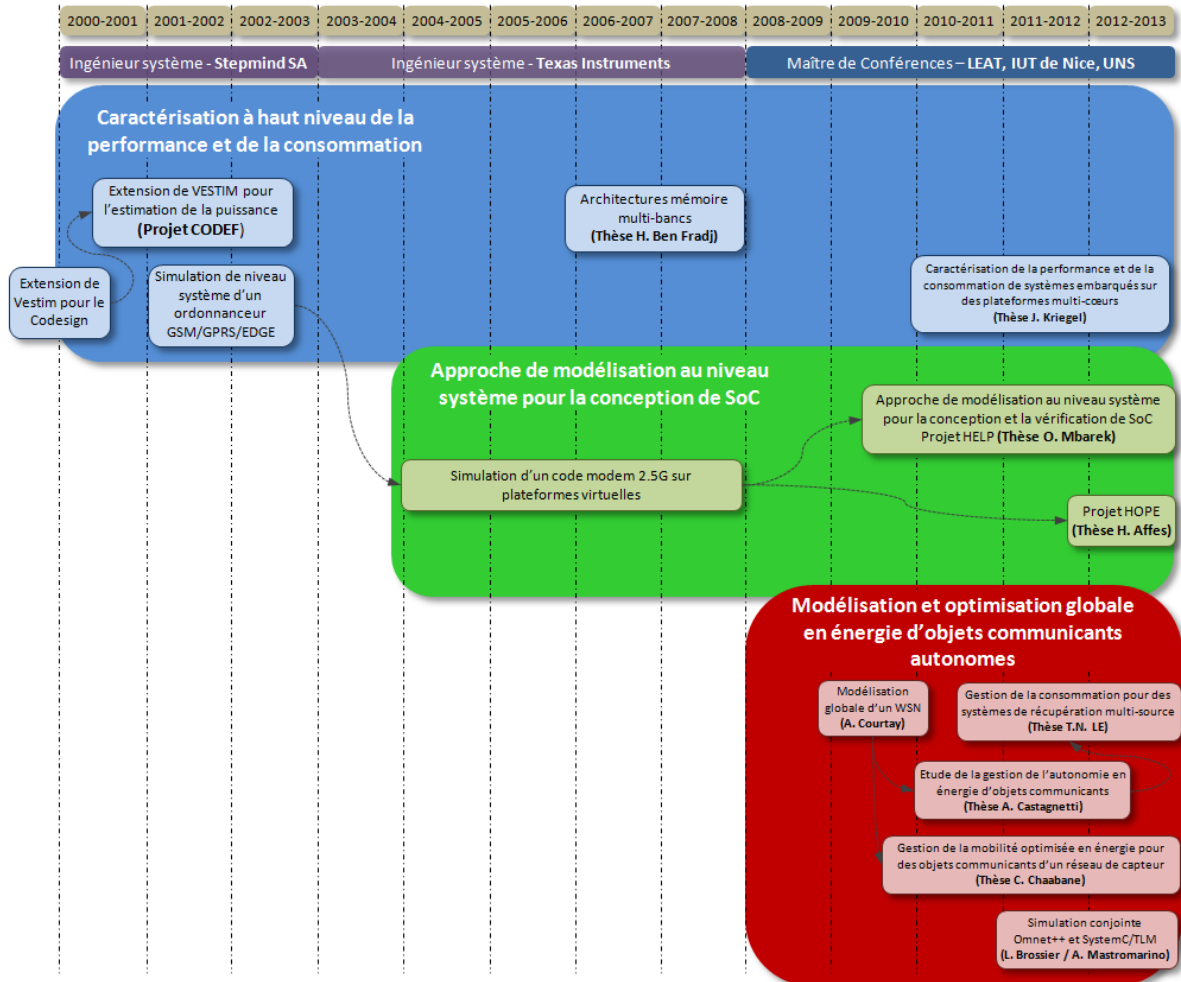 2000-2001 2001-2002 2002-2003 2003-2004 2004-2005 2005-2006 2006-2007 2007-2008 2008-2009 2009-2010 2010-2011 2011-2012 2012-2013
Ingénieur système - Stepmind SA
Ingénieur système - Texas Instruments
Maître de Conférences – LEAT, IUT de Nice, UNS
Caractérisation à haut niveau de la
performance et de la consommation
Extension de VESTIM pour
l'estimation de la puissance
(Projet CODEF)
Architectures mémoire
multi-bancs
(Thèse H. Ben Fradj)
Extension de
Vestim pour le
Codesign
Simulation de niveau
système d'un
ordonnanceur
GSM/GPRS/EDGE
Caractérisation de la performance et de la
consommation de systèmes embarqués sur
des plateformes multi-cœurs
(Thèse J. Kriegel)
Approche de modélisation au niveau
système pour la conception de SoC
Approche de modélisation au niveau système
pour la conception et la vérification de SoC
Projet HELP (Thèse O. Mbarek)
Simulation d'un code modem 2.5G sur
plateformes virtuelles
Projet HOPE
(Thèse H. Affes)
Modélisation et optimisation globale
en énergie d'objets communicants
autonomes
Modélisation
globale d'un WSN
(A. Courtay)
Gestion de la consommation pour des
systèmes de récupération multi-source
(Thèse T.N. LE)
Etude de la gestion de l'autonomie en
énergie d'objets communicants
(Thèse A. Castagnetti)
Gestion de la mobilité optimisée en énergie pour
des objets communicants d'un réseau de capteur
(Thèse C. Chaabane)
Simulation conjointe
Omnet++ et SystemC/TLM
(L. Brossier / A. Mastromarino)